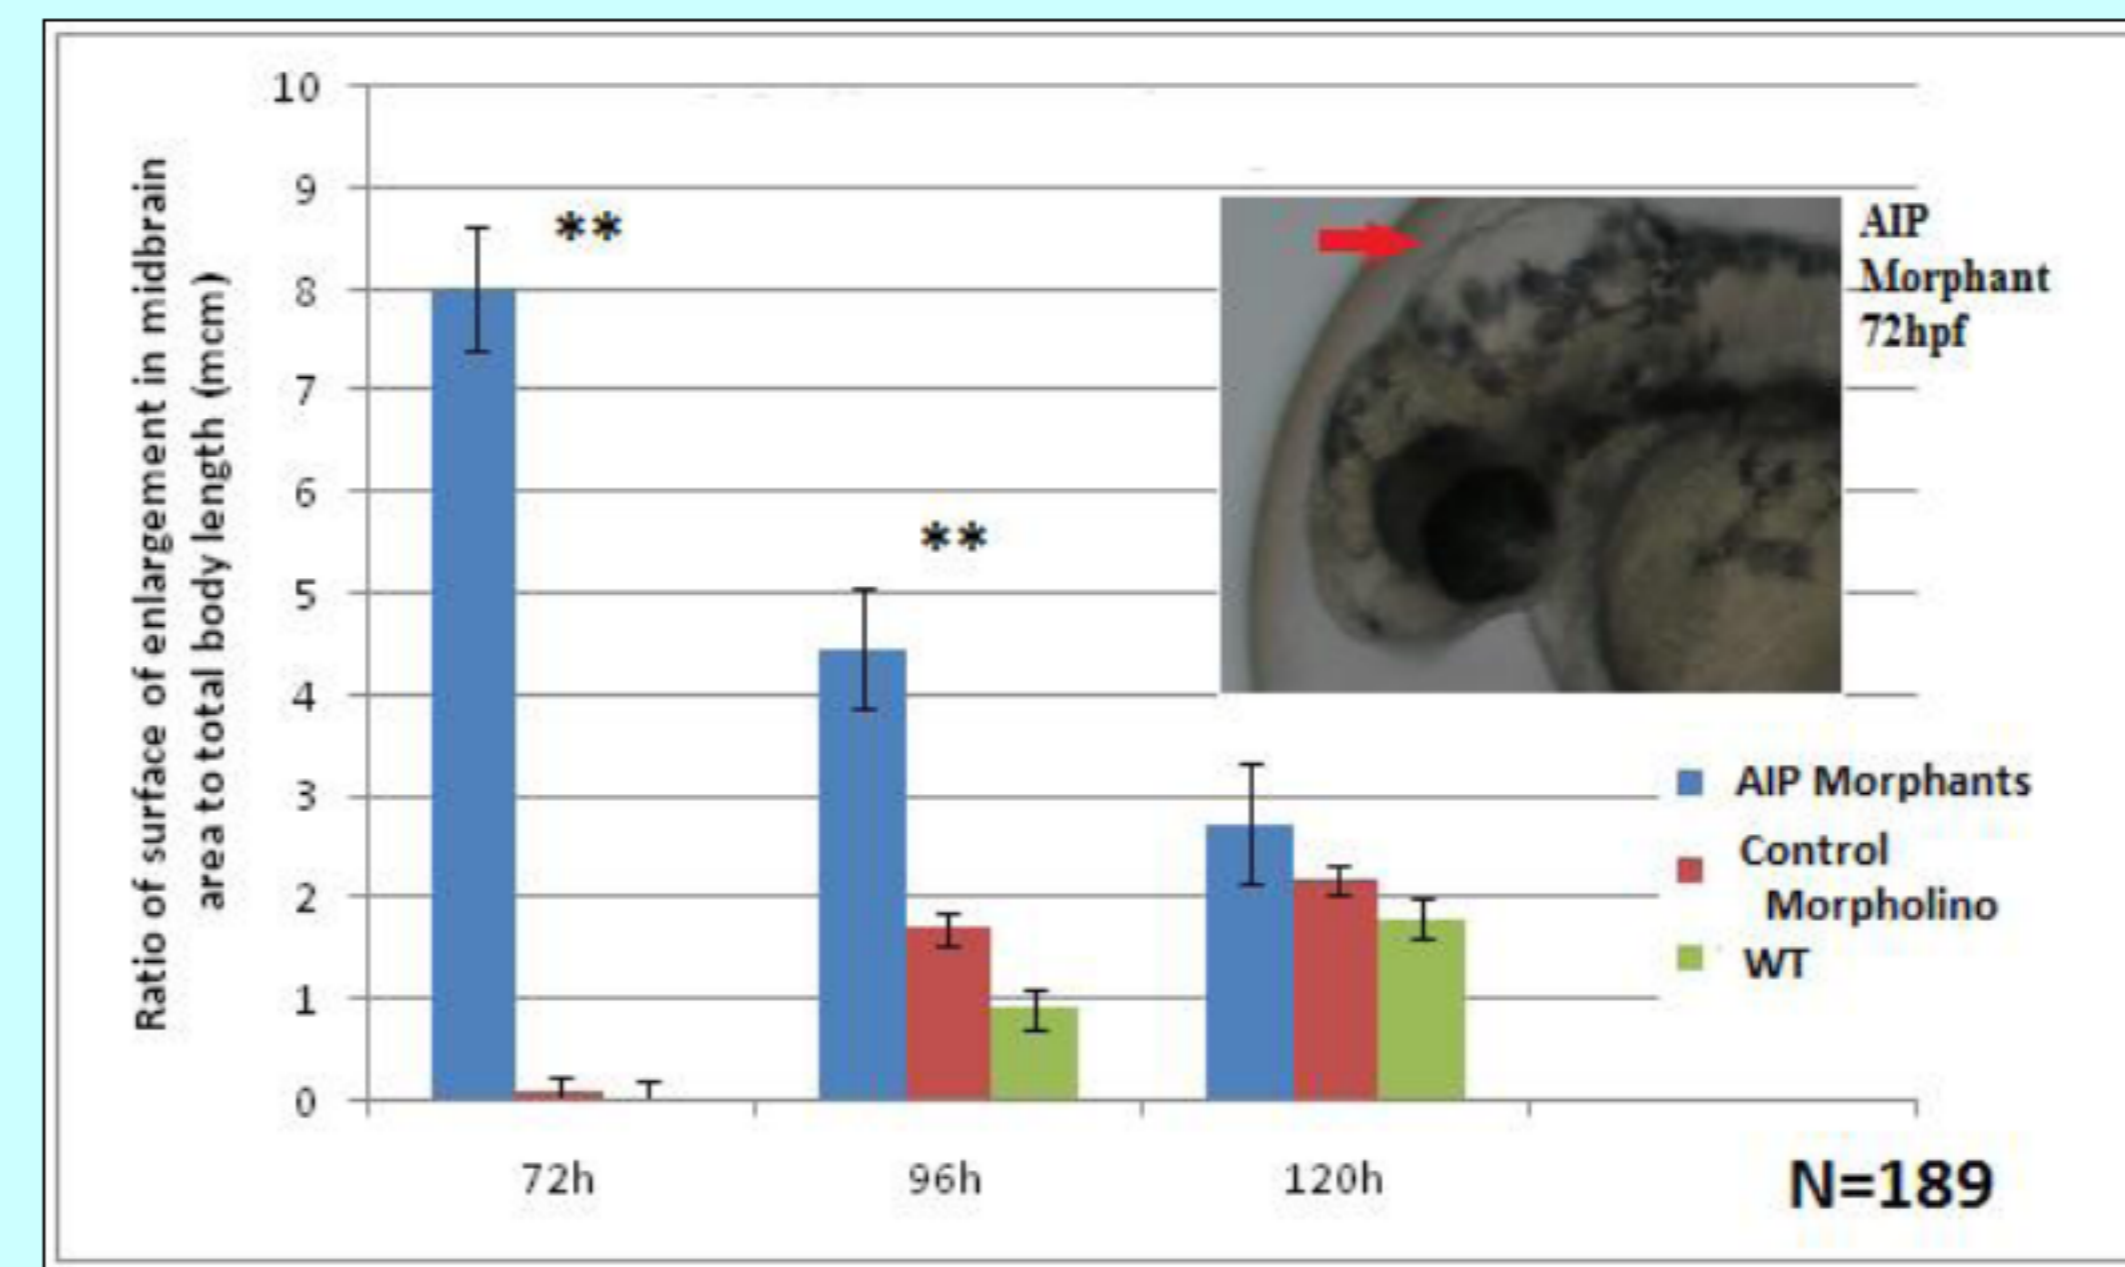 Ratio of surface of enlargement in midbrain
area to total body length (mcm)
10
9
8
7
6
5
4
3
2
1
0
**
**
AIP
Morphant
72hpf
AIP Morphants
Control
Morpholino
WT
72h
96h
120h
N=189